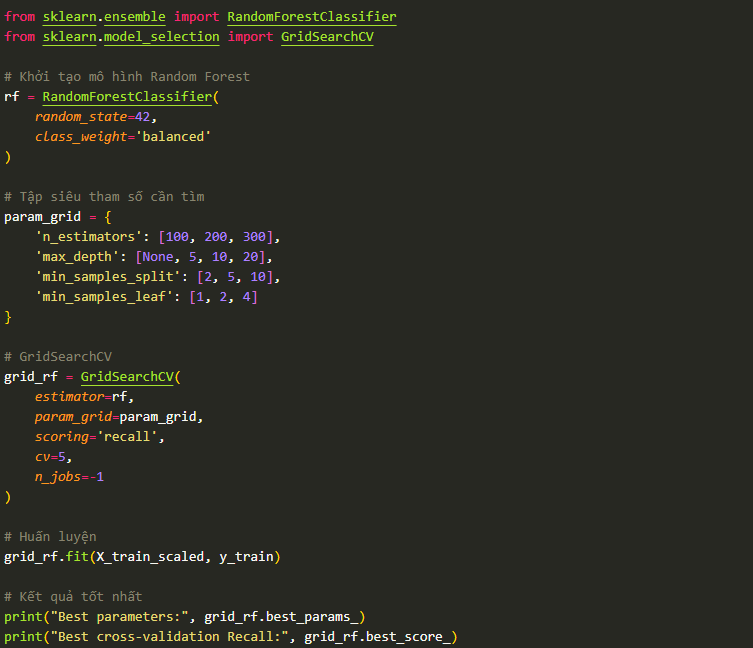 from sklearn.ensemble import RandomForestClassifier
from sklearn.model_selection import GridSearchCV

# Khởi tạo mô hình Random Forest
rf = RandomForestClassifier(
    random_state=42,
    class_weight='balanced'
)

# Tập siêu tham số cần tìm
param_grid = {
    'n_estimators': [100, 200, 300],
    'max_depth': [None, 5, 10, 20],
    'min_samples_split': [2, 5, 10],
    'min_samples_leaf': [1, 2, 4]
}

# GridSearchCV
grid_rf = GridSearchCV(
    estimator=rf,
    param_grid=param_grid,
    scoring='recall',
    cv=5,
    n_jobs=-1
)

# Huấn luyện
grid_rf.fit(X_train_scaled, y_train)

# Kết quả tốt nhất
print("Best parameters:", grid_rf.best_params_)
print("Best cross-validation Recall:", grid_rf.best_score_)